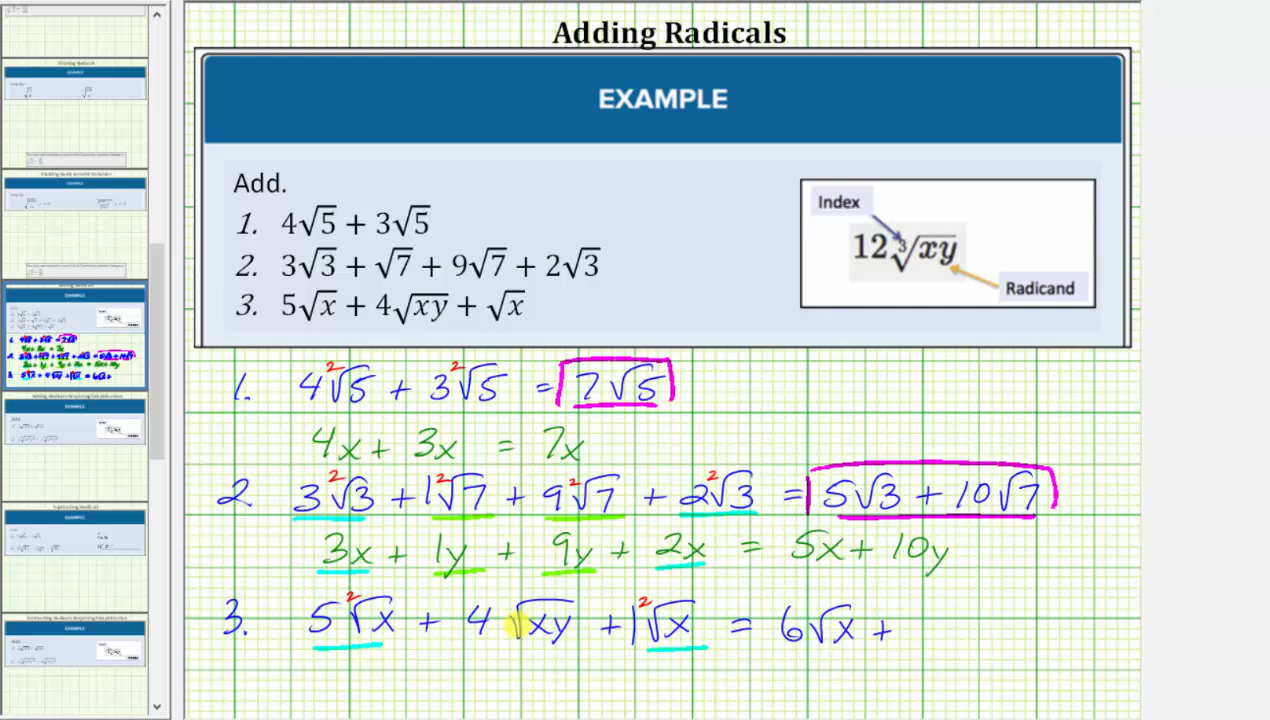 Adding Radicals
EXAMPLE
Add.
1. 4√5 + 3√5
2. 3√3 + √7 + 9√7 + 2√3
3. 5√x + 4√xy + √x
Index
12∛xy
Radicand
1. 4²√5 + 3²√5 = 7√5
4x + 3x = 7x
2. 3²√3 + 1²√7 + 9²√7 + 2²√3 = 5√3 + 10√7
3x + 1y + 9y + 2x = 5x + 10y
3. 5²√x + 4√xy + 1²√x = 6√x +